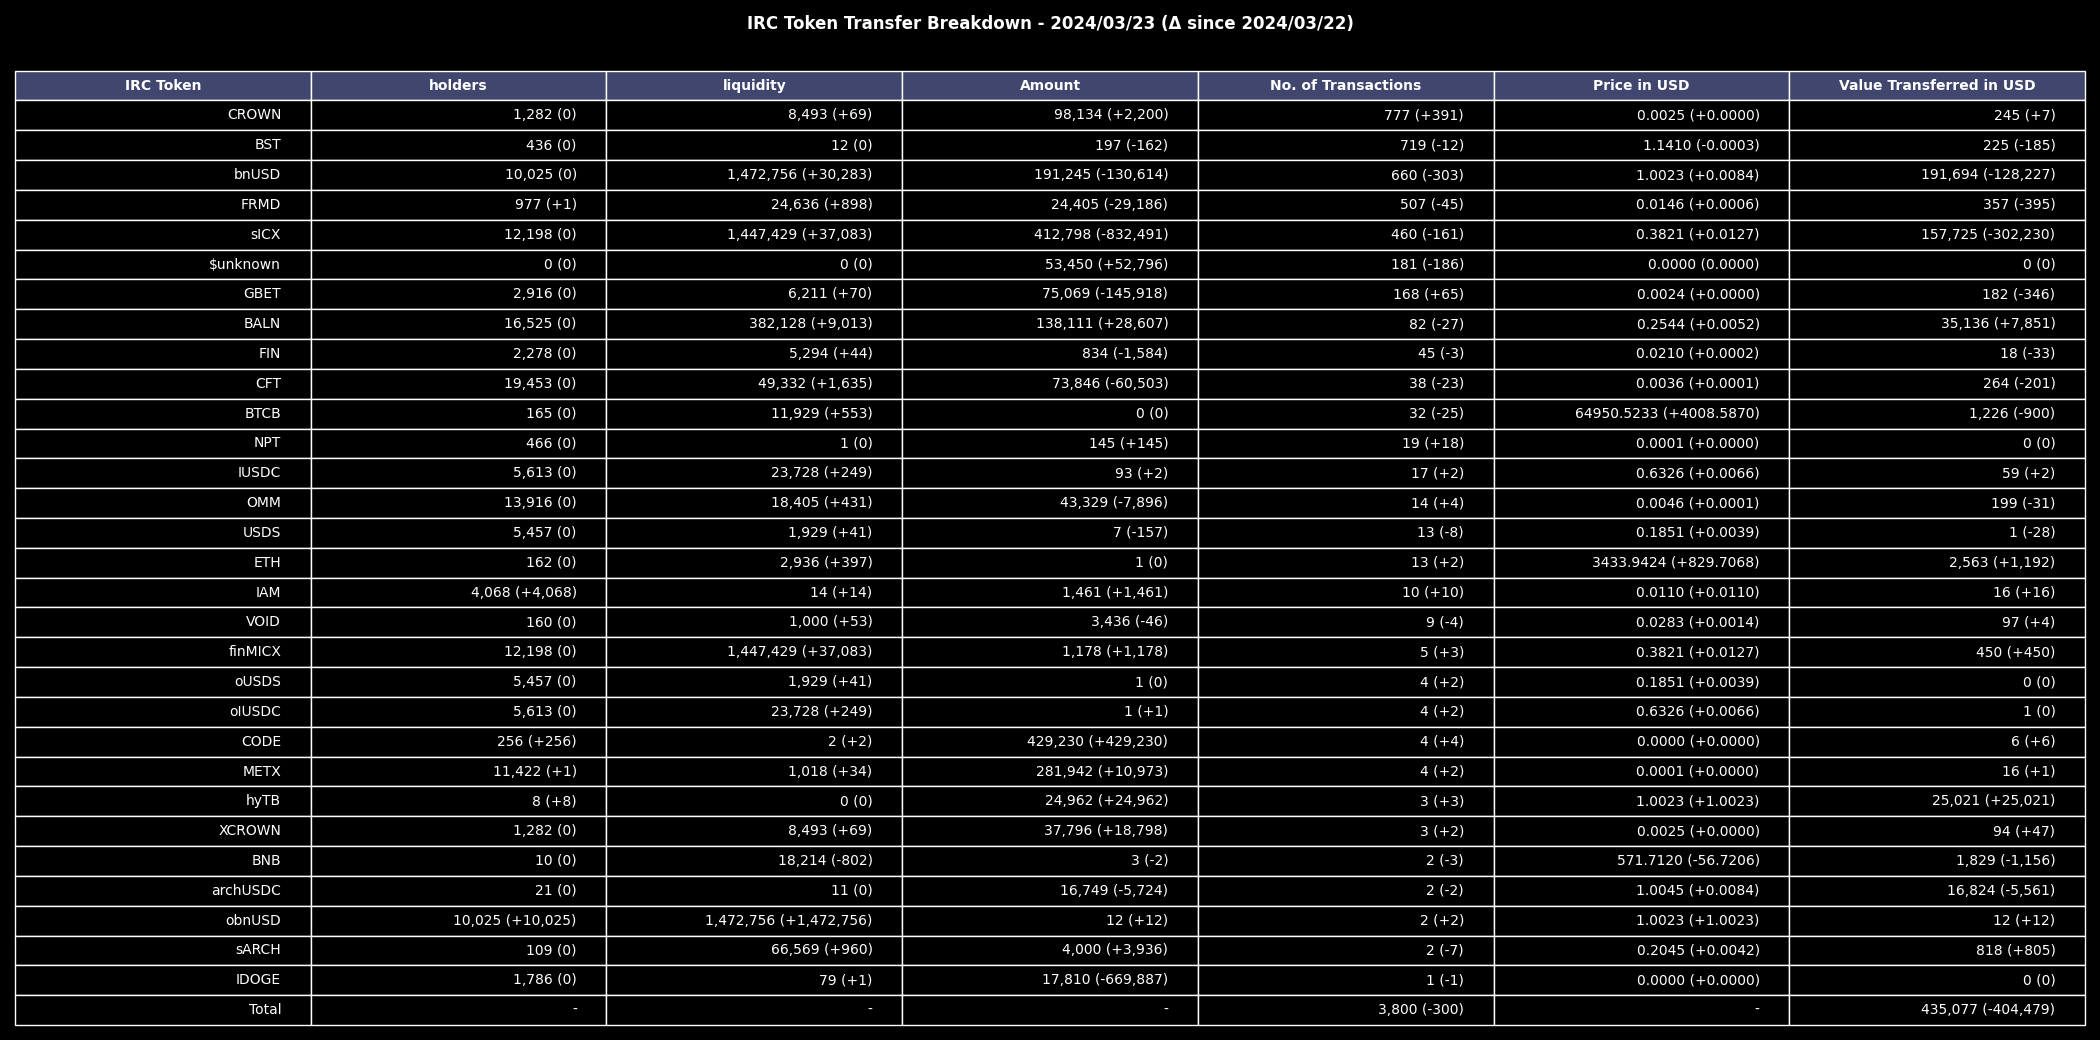 IRC Token Transfer Breakdown - 2024/03/23 (Δ since 2024/03/22)
IRC Token holders liquidity Amount No. of Transactions Price in USD Value Transferred in USD
CROWN 1,282 (0) 8,493 (+69) 98,134 (+2,200) 777 (+391) 0.0025 (+0.0000) 245 (+7)
BST 436 (0) 12 (0) 197 (-162) 719 (-12) 1.1410 (-0.0003) 225 (-185)
bnUSD 10,025 (0) 1,472,756 (+30,283) 191,245 (-130,614) 660 (-303) 1.0023 (+0.0084) 191,694 (-128,227)
FRMD 977 (+1) 24,636 (+898) 24,405 (-29,186) 507 (-45) 0.0146 (+0.0006) 357 (-395)
sICX 12,198 (0) 1,447,429 (+37,083) 412,798 (-832,491) 460 (-161) 0.3821 (+0.0127) 157,725 (-302,230)
$unknown 0 (0) 0 (0) 53,450 (+52,796) 181 (-186) 0.0000 (0.0000) 0 (0)
GBET 2,916 (0) 6,211 (+70) 75,069 (-145,918) 168 (+65) 0.0024 (+0.0000) 182 (-346)
BALN 16,525 (0) 382,128 (+9,013) 138,111 (+28,607) 82 (-27) 0.2544 (+0.0052) 35,136 (+7,851)
FIN 2,278 (0) 5,294 (+44) 834 (-1,584) 45 (-3) 0.0210 (+0.0002) 18 (-33)
CFT 19,453 (0) 49,332 (+1,635) 73,846 (-60,503) 38 (-23) 0.0036 (+0.0001) 264 (-201)
BTCB 165 (0) 11,929 (+553) 0 (0) 32 (-25) 64950.5233 (+4008.5870) 1,226 (-900)
NPT 466 (0) 1 (0) 145 (+145) 19 (+18) 0.0001 (+0.0000) 0 (0)
IUSDC 5,613 (0) 23,728 (+249) 93 (+2) 17 (+2) 0.6326 (+0.0066) 59 (+2)
OMM 13,916 (0) 18,405 (+431) 43,329 (-7,896) 14 (+4) 0.0046 (+0.0001) 199 (-31)
USDS 5,457 (0) 1,929 (+41) 7 (-157) 13 (-8) 0.1851 (+0.0039) 1 (-28)
ETH 162 (0) 2,936 (+397) 1 (0) 13 (+2) 3433.9424 (+829.7068) 2,563 (+1,192)
IAM 4,068 (+4,068) 14 (+14) 1,461 (+1,461) 10 (+10) 0.0110 (+0.0110) 16 (+16)
VOID 160 (0) 1,000 (+53) 3,436 (-46) 9 (-4) 0.0283 (+0.0014) 97 (+4)
finMICX 12,198 (0) 1,447,429 (+37,083) 1,178 (+1,178) 5 (+3) 0.3821 (+0.0127) 450 (+450)
oUSDS 5,457 (0) 1,929 (+41) 1 (0) 4 (+2) 0.1851 (+0.0039) 0 (0)
oIUSDC 5,613 (0) 23,728 (+249) 1 (+1) 4 (+2) 0.6326 (+0.0066) 1 (0)
CODE 256 (+256) 2 (+2) 429,230 (+429,230) 4 (+4) 0.0000 (+0.0000) 6 (+6)
METX 11,422 (+1) 1,018 (+34) 281,942 (+10,973) 4 (+2) 0.0001 (+0.0000) 16 (+1)
hyTB 8 (+8) 0 (0) 24,962 (+24,962) 3 (+3) 1.0023 (+1.0023) 25,021 (+25,021)
XCROWN 1,282 (0) 8,493 (+69) 37,796 (+18,798) 3 (+2) 0.0025 (+0.0000) 94 (+47)
BNB 10 (0) 18,214 (-802) 3 (-2) 2 (-3) 571.7120 (-56.7206) 1,829 (-1,156)
archUSDC 21 (0) 11 (0) 16,749 (-5,724) 2 (-2) 1.0045 (+0.0084) 16,824 (-5,561)
obnUSD 10,025 (+10,025) 1,472,756 (+1,472,756) 12 (+12) 2 (+2) 1.0023 (+1.0023) 12 (+12)
sARCH 109 (0) 66,569 (+960) 4,000 (+3,936) 2 (-7) 0.2045 (+0.0042) 818 (+805)
IDOGE 1,786 (0) 79 (+1) 17,810 (-669,887) 1 (-1) 0.0000 (+0.0000) 0 (0)
Total - - - 3,800 (-300) - 435,077 (-404,479)